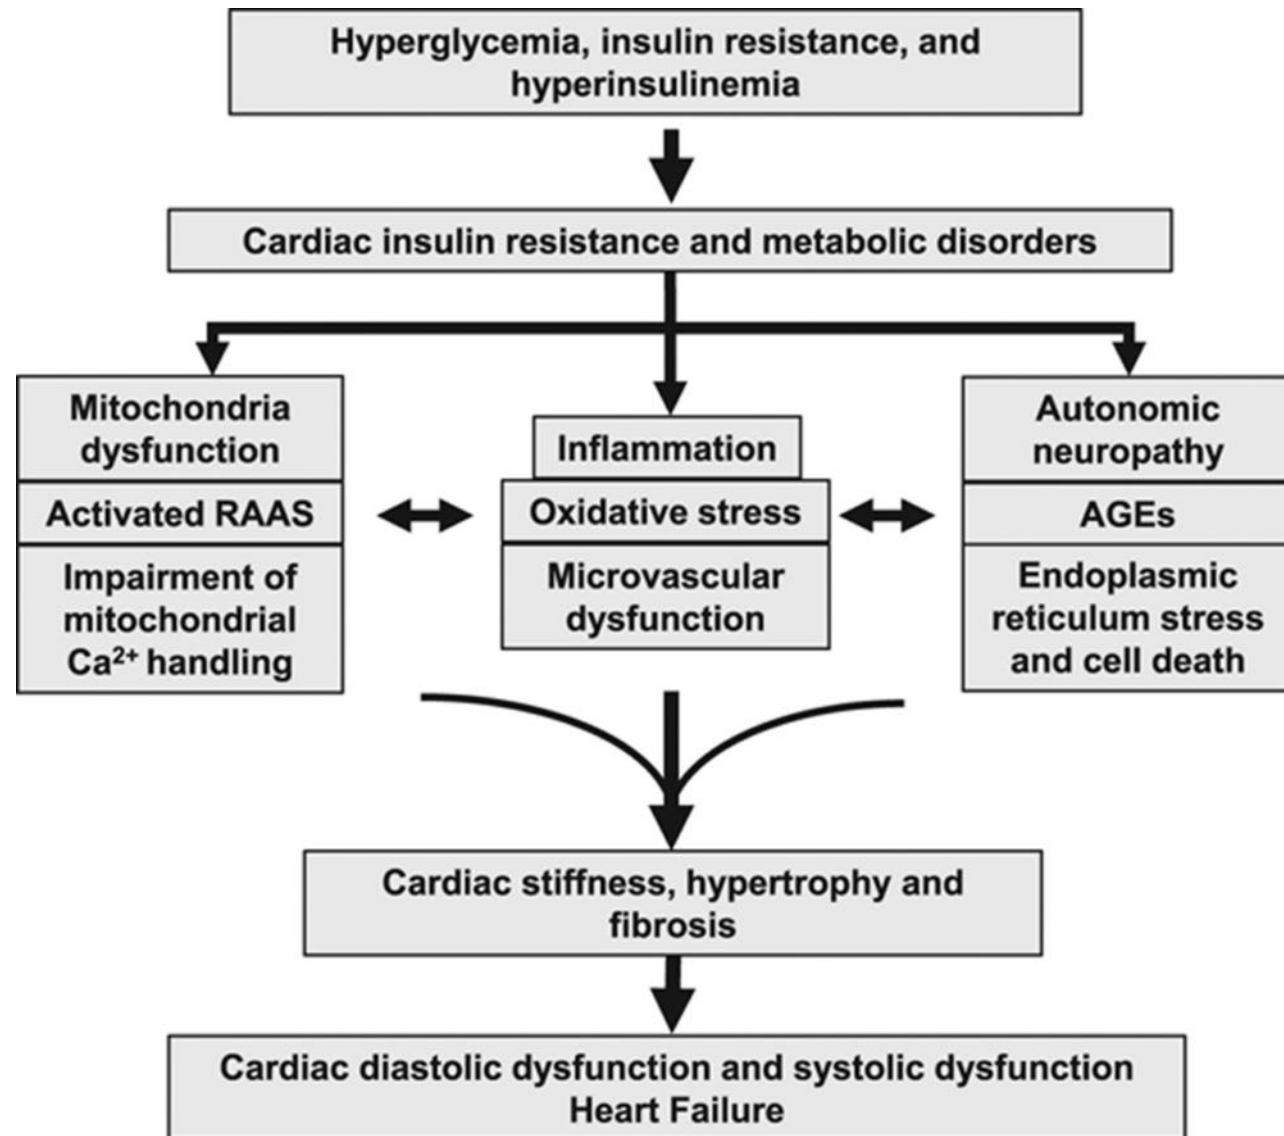 Hyperglycemia, insulin resistance, and
hyperinsulinemia
Cardiac insulin resistance and metabolic disorders
Mitochondria
dysfunction
Activated RAAS
Impairment of
mitochondrial
Ca²⁺ handling
Inflammation
Oxidative stress
Microvascular
dysfunction
Autonomic
neuropathy
AGEs
Endoplasmic
reticulum stress
and cell death
Cardiac stiffness, hypertrophy and
fibrosis
Cardiac diastolic dysfunction and systolic dysfunction
Heart Failure